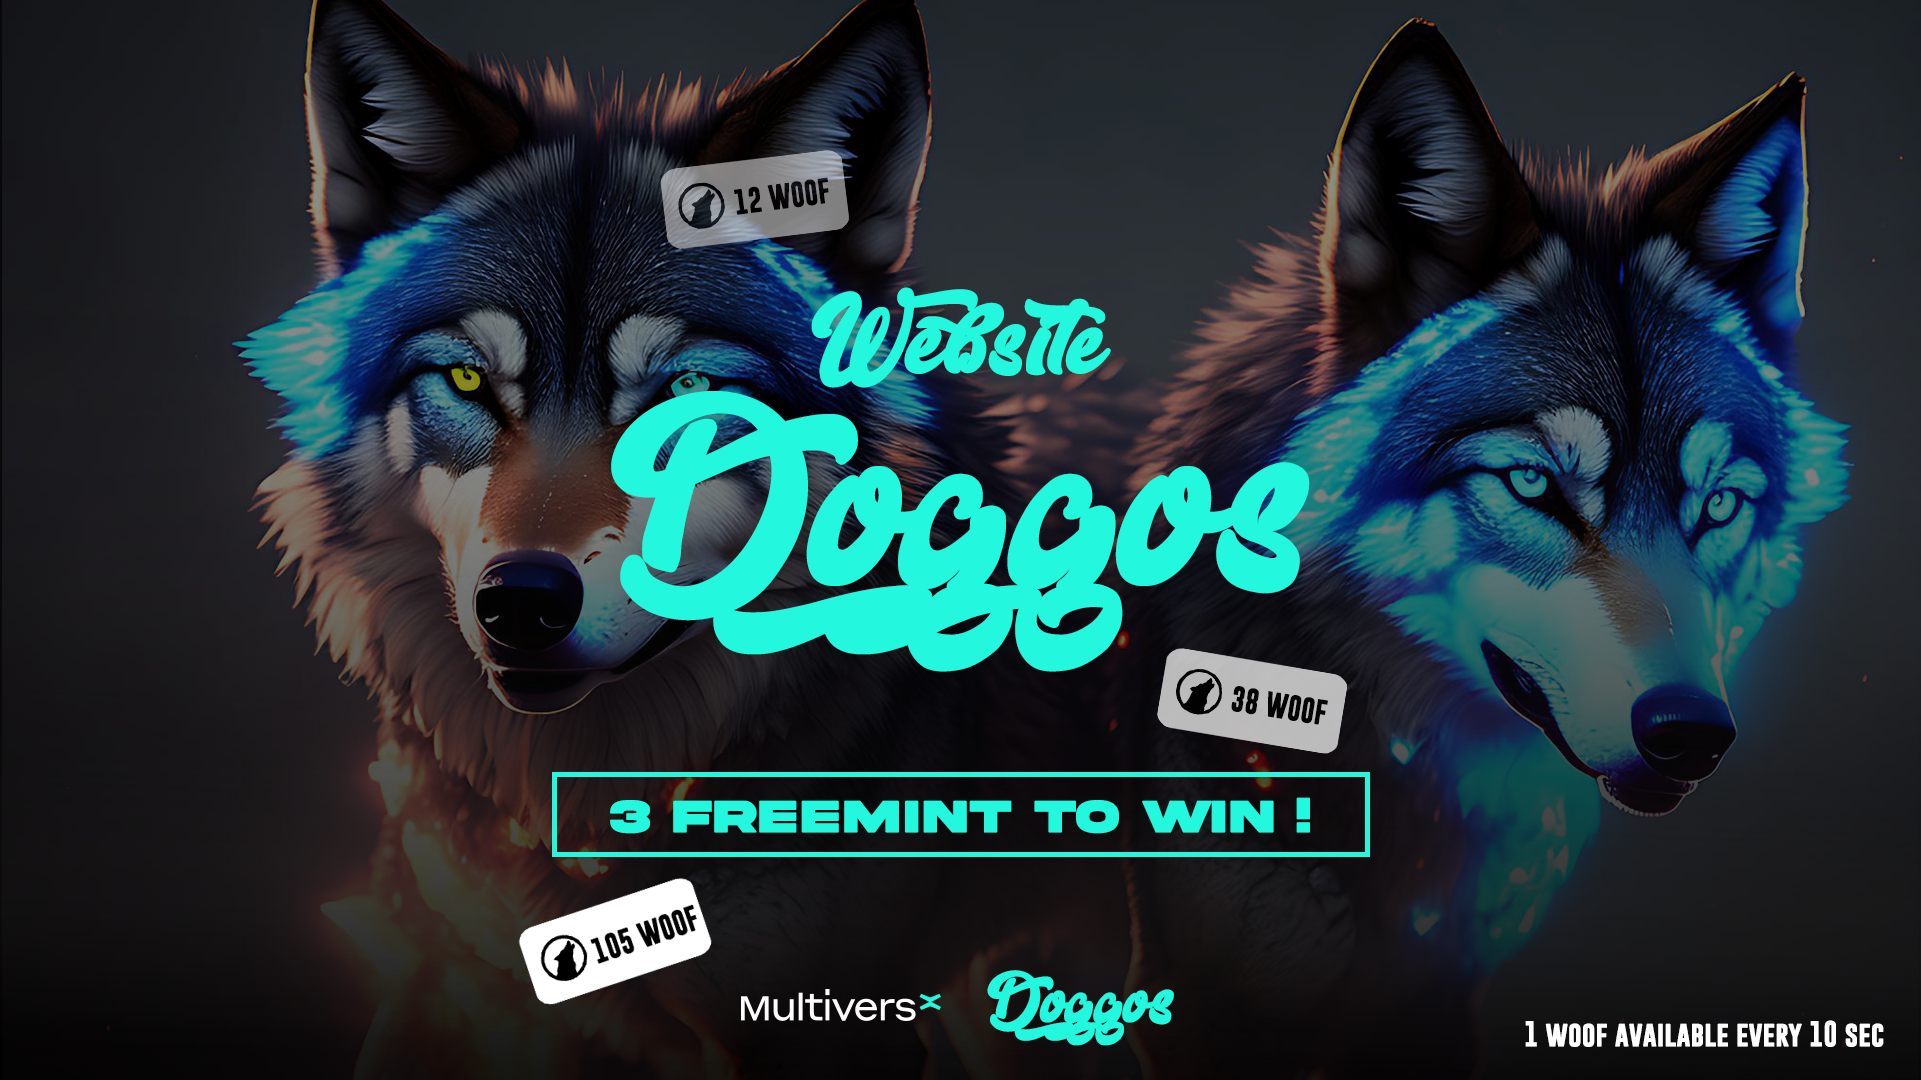 12 WOOF
Website
Doggos
38 WOOF
3 FREEMINT TO WIN !
105 WOOF
MultiversX
Doggos
1 WOOF AVAILABLE EVERY 10 SEC